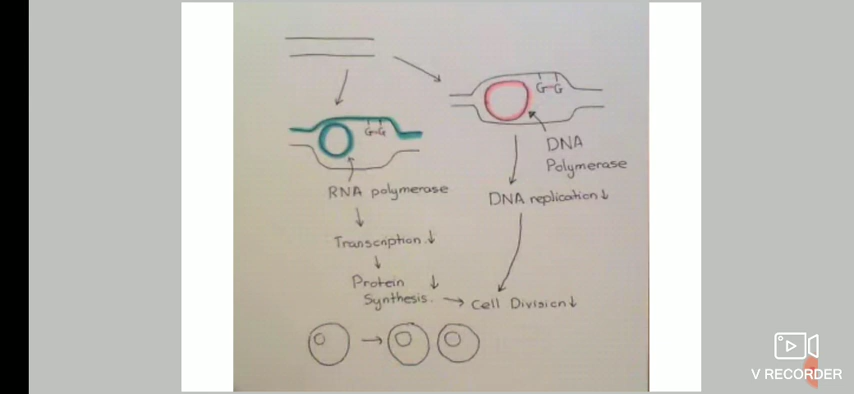 G-G
G-G
DNA
Polymerase
RNA polymerase
DNA replication ↓
Transcription ↓
Protein ↓
Synthesis. → Cell Division ↓
V RECORDER